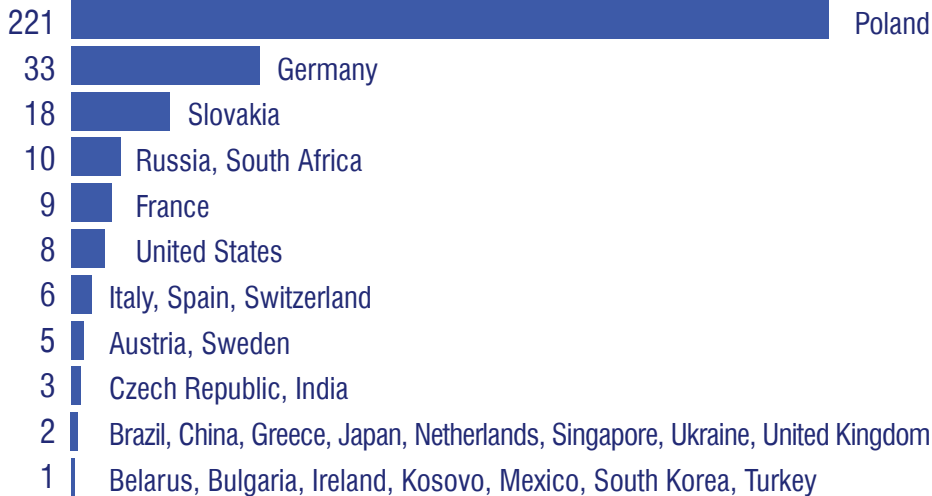 221 Poland
33 Germany
18 Slovakia
10 Russia, South Africa
9 France
8 United States
6 Italy, Spain, Switzerland
5 Austria, Sweden
3 Czech Republic, India
2 Brazil, China, Greece, Japan, Netherlands, Singapore, Ukraine, United Kingdom
1 Belarus, Bulgaria, Ireland, Kosovo, Mexico, South Korea, Turkey